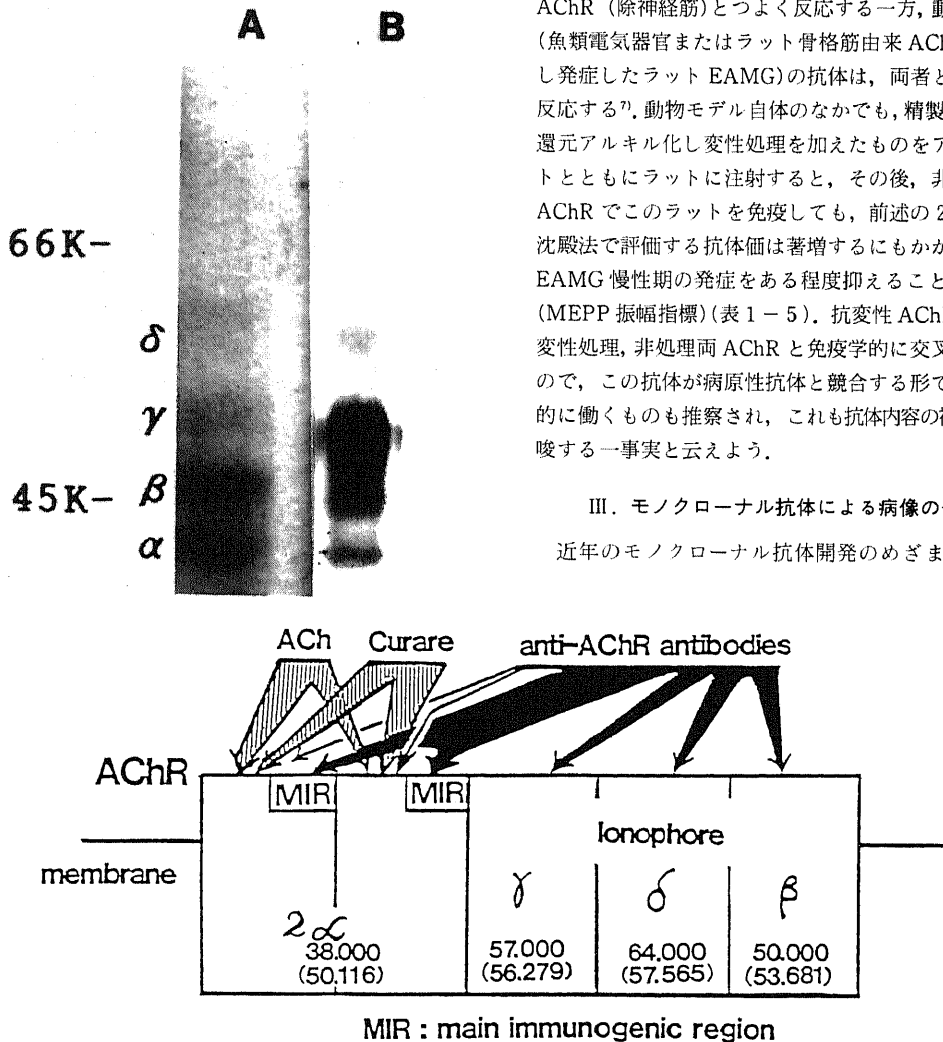 A B
66K-
δ
γ
45K- β
α
AChR (除神経筋)とつよく反応する一方, 動
(魚類電気器官またはラット骨格筋由来 ACh
し発症したラット EAMG)の抗体は, 両者と
反応する7). 動物モデル自体のなかでも, 精製
還元アルキル化し変性処理を加えたものをア
トとともにラットに注射すると, その後, 非
AChR でこのラットを免疫しても, 前述の 2
沈殿法で評価する抗体価は著増するにもかか
EAMG 慢性期の発症をある程度抑えること
(MEPP 振幅指標)(表 1-5). 抗変性 ACh
変性処理, 非処理両 AChR と免疫学的に交叉
ので, この抗体が病原性抗体と競合する形で
的に働くものも推察され, これも抗体内容の
唆する一事実と云えよう.
III. モノクローナル抗体による病像の
近年のモノクローナル抗体開発のめざま
ACh Curare anti-AChR antibodies
AChR
MIR MIR
Ionophore
membrane
2α γ δ β
38.000 57.000 64.000 50.000
(50.116) (56.279) (57.565) (53.681)
MIR : main immunogenic region